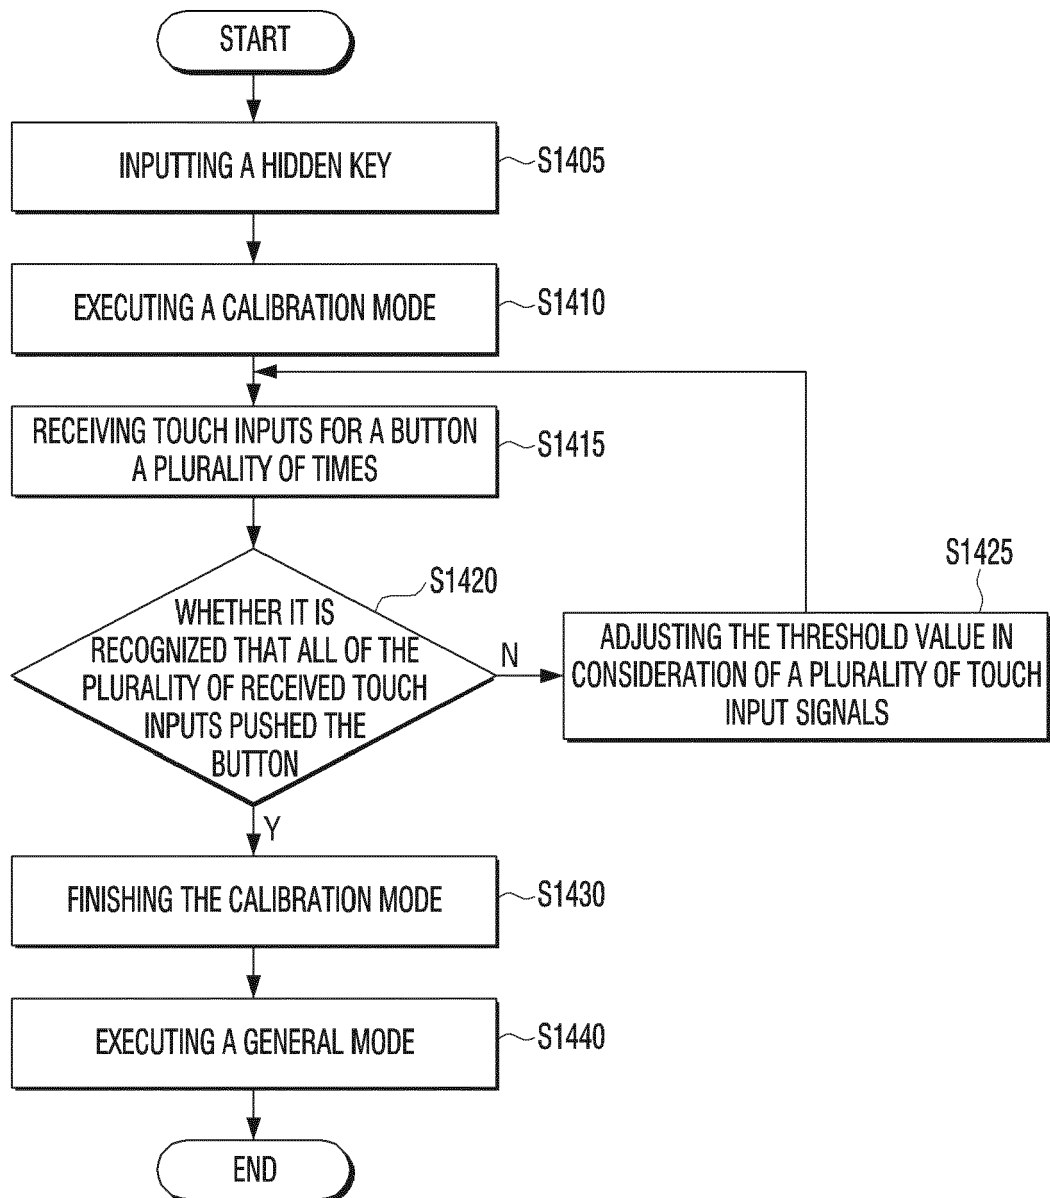 START
INPUTTING A HIDDEN KEY
S1405
EXECUTING A CALIBRATION MODE
S1410
RECEIVING TOUCH INPUTS FOR A BUTTON
A PLURALITY OF TIMES
S1415
S1420
WHETHER IT IS
RECOGNIZED THAT ALL OF THE
PLURALITY OF RECEIVED TOUCH
INPUTS PUSHED THE
BUTTON
N
S1425
ADJUSTING THE THRESHOLD VALUE IN
CONSIDERATION OF A PLURALITY OF TOUCH
INPUT SIGNALS
Y
FINISHING THE CALIBRATION MODE
S1430
EXECUTING A GENERAL MODE
S1440
END